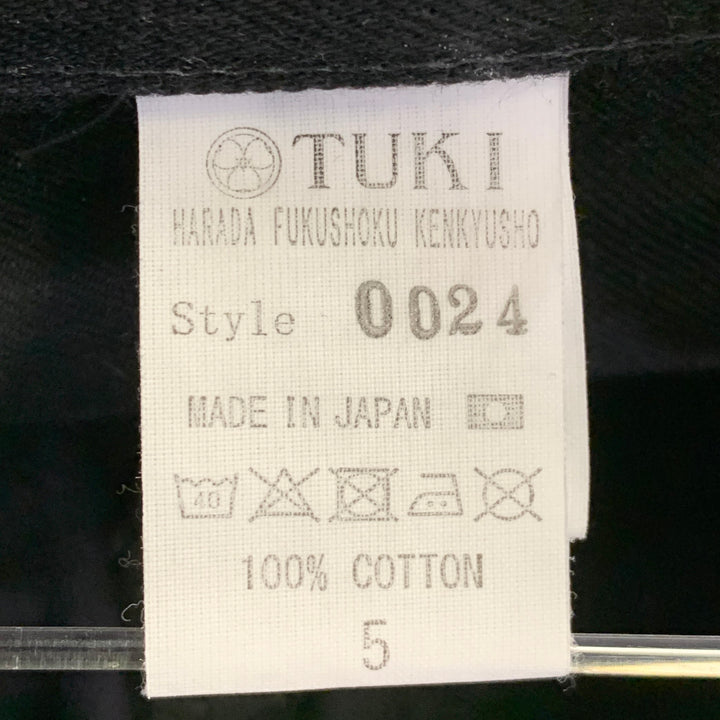 TUKI
HARADA FUKUSHOKU KENKYUSHO
Style 0024
MADE IN JAPAN
40
100% COTTON
5